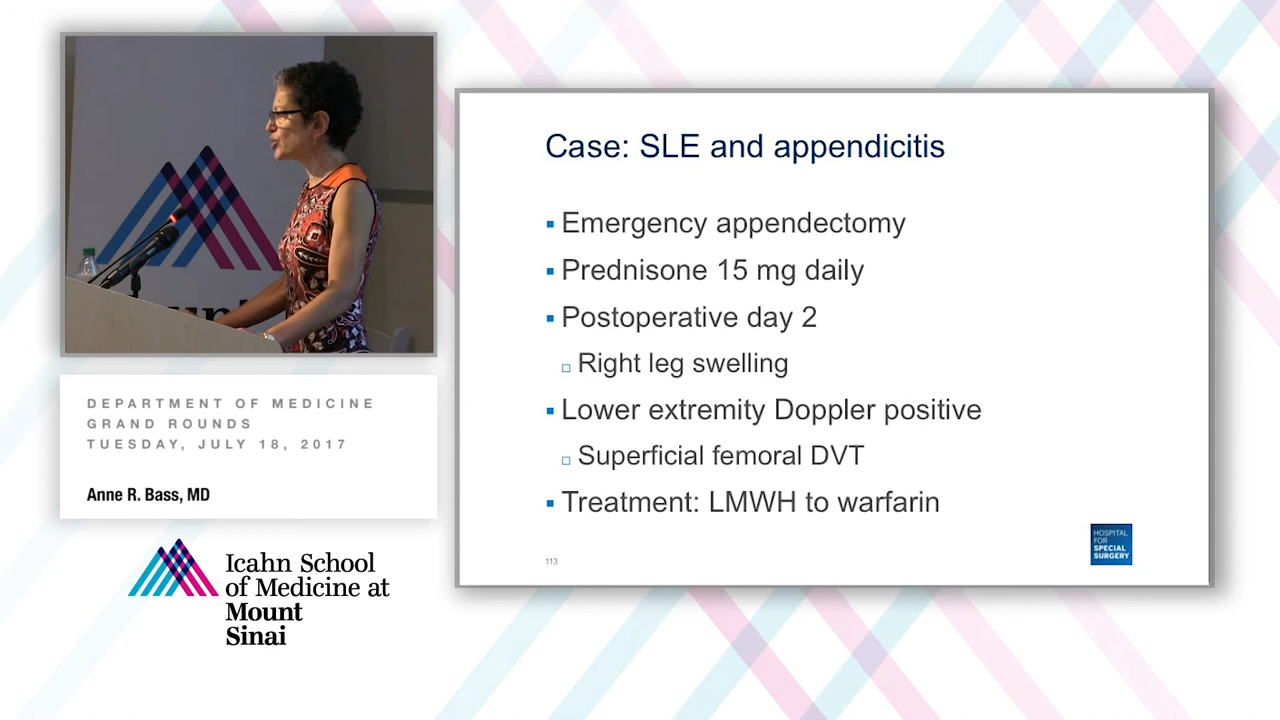 DEPARTMENT OF MEDICINE
GRAND ROUNDS
TUESDAY, JULY 18, 2017
Anne R. Bass, MD
Icahn School
of Medicine at
Mount
Sinai
Case: SLE and appendicitis
Emergency appendectomy
Prednisone 15 mg daily
Postoperative day 2
Right leg swelling
Lower extremity Doppler positive
Superficial femoral DVT
Treatment: LMWH to warfarin
113
HOSPITAL
FOR
SPECIAL
SURGERY